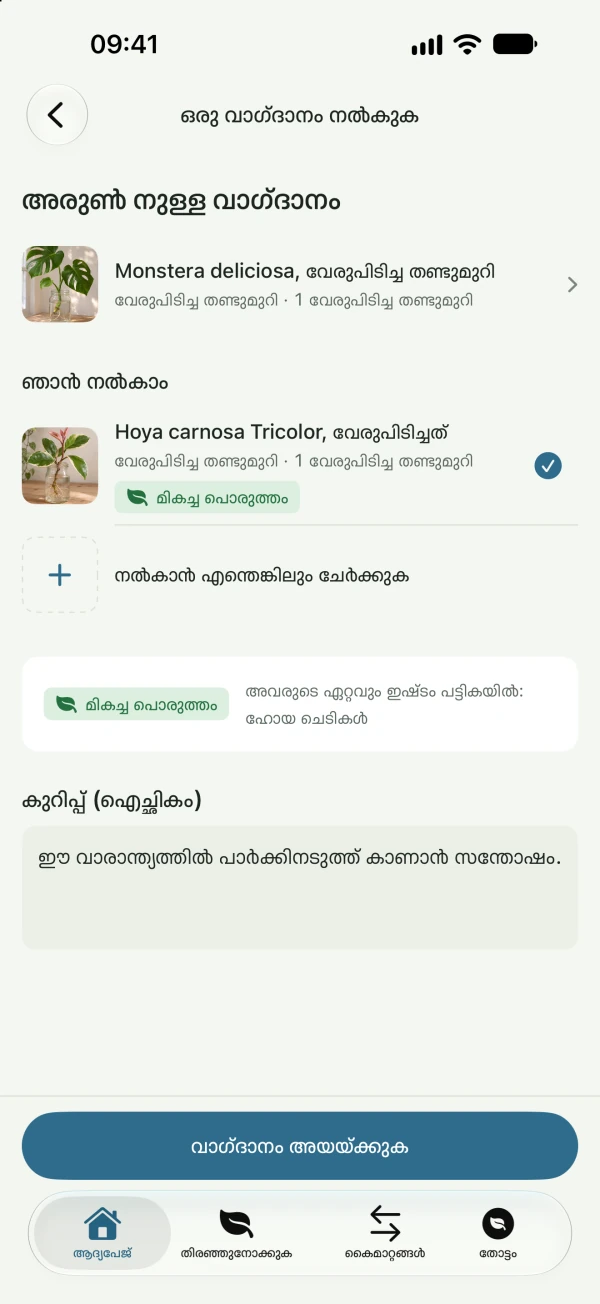 09:41
ഒരു വാഗ്ദാനം നൽകുക
അരുൺ നുള്ള വാഗ്ദാനം
Monstera deliciosa, വേരുപിടിച്ച തണ്ടുമുറി
വേരുപിടിച്ച തണ്ടുമുറി · 1 വേരുപിടിച്ച തണ്ടുമുറി
ഞാൻ നൽകാം
Hoya carnosa Tricolor, വേരുപിടിച്ചത്
വേരുപിടിച്ച തണ്ടുമുറി · 1 വേരുപിടിച്ച തണ്ടുമുറി
മികച്ച പൊരുത്തം
നൽകാൻ എന്തെങ്കിലും ചേർക്കുക
മികച്ച പൊരുത്തം
അവരുടെ ഏറ്റവും ഇഷ്ടം പട്ടികയിൽ:
ഹോയ ചെടികൾ
കുറിപ്പ് (ഐച്ഛികം)
ഈ വാരാന്ത്യത്തിൽ പാർക്കിനടുത്ത് കാണാൻ സന്തോഷം.
വാഗ്ദാനം അയയ്ക്കുക
ആദ്യപേജ്
തിരഞ്ഞുനോക്കുക
കൈമാറ്റങ്ങൾ
തോട്ടം